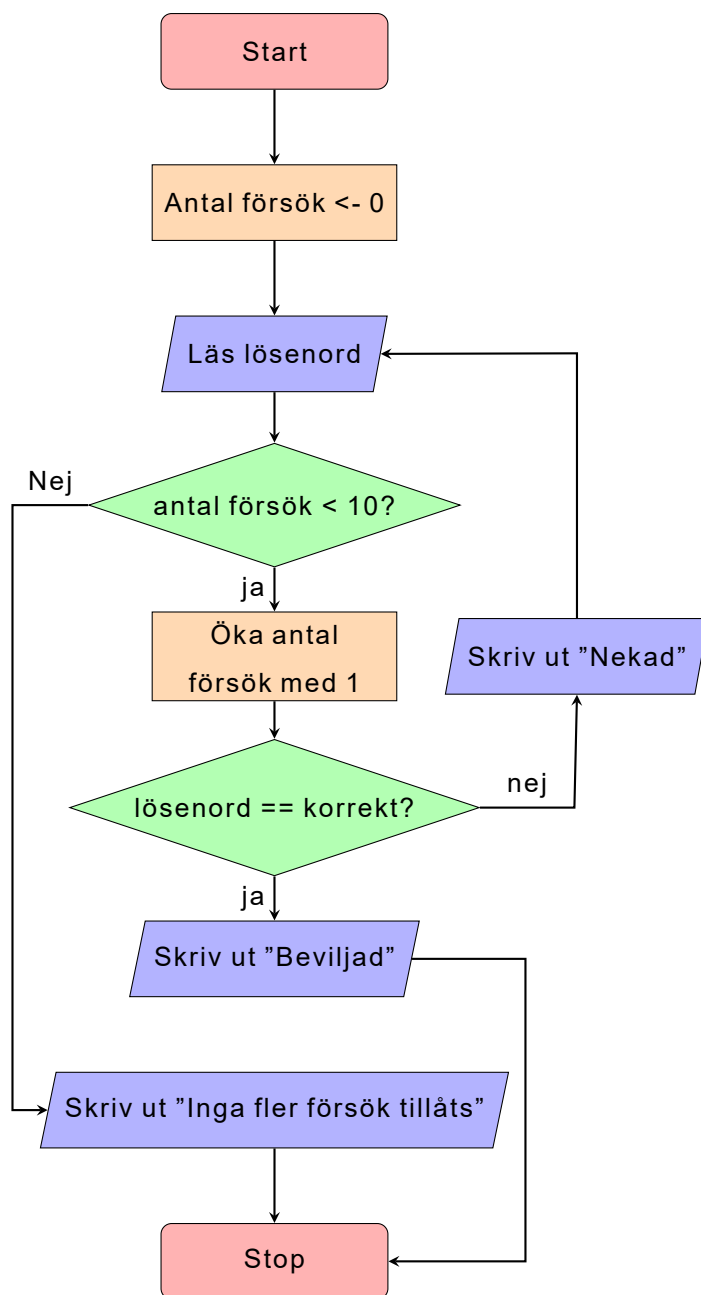 Start
Antal försök <- 0
Läs lösenord
Nej
antal försök < 10?
ja
Öka antal
försök med 1
Skriv ut ”Nekad”
nej
lösenord == korrekt?
ja
Skriv ut ”Beviljad”
Skriv ut ”Inga fler försök tillåts”
Stop